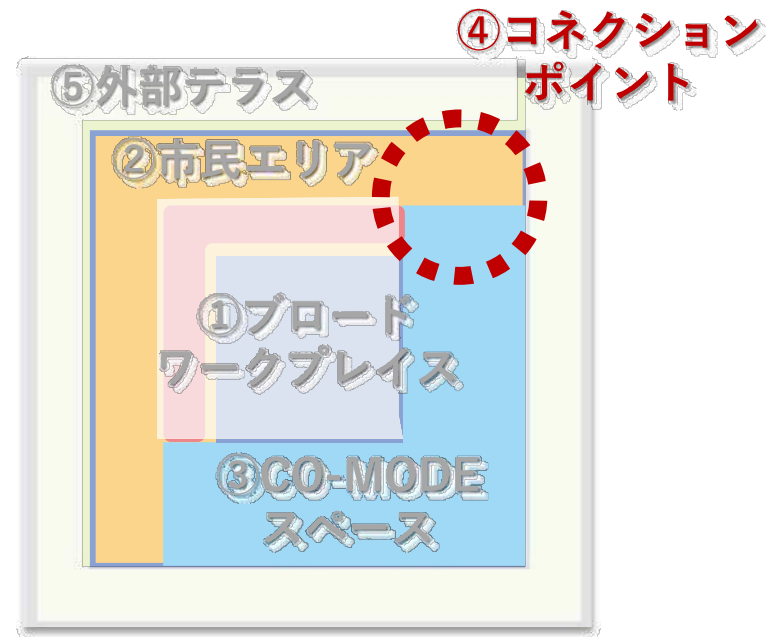 ④コネクション
ポイント
⑤外部テラス
②市民エリア
①ブロード
ワークプレイス
③CO-MODE
スペース